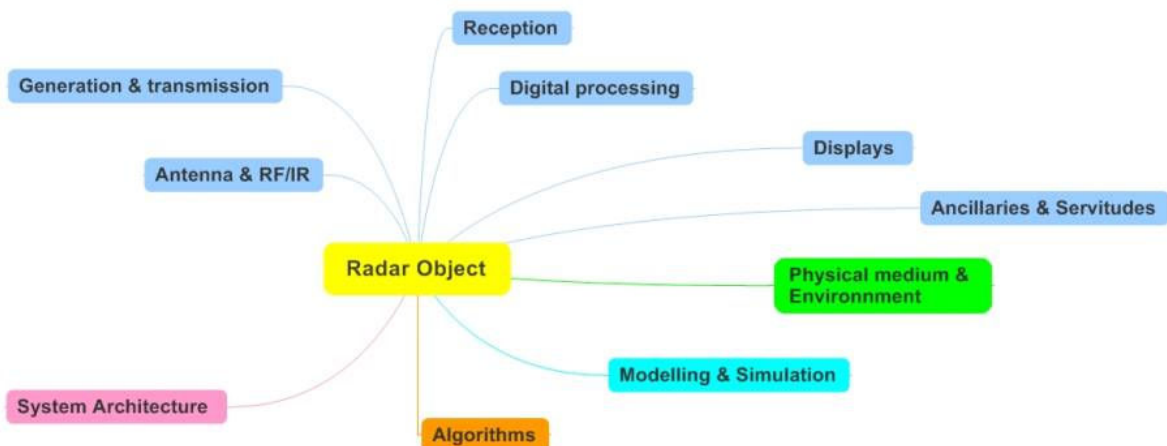 Reception
Generation & transmission
Digital processing
Displays
Antenna & RF/IR
Ancillaries & Servitudes
Radar Object
Physical medium &
Environnment
Modelling & Simulation
System Architecture
Algorithms